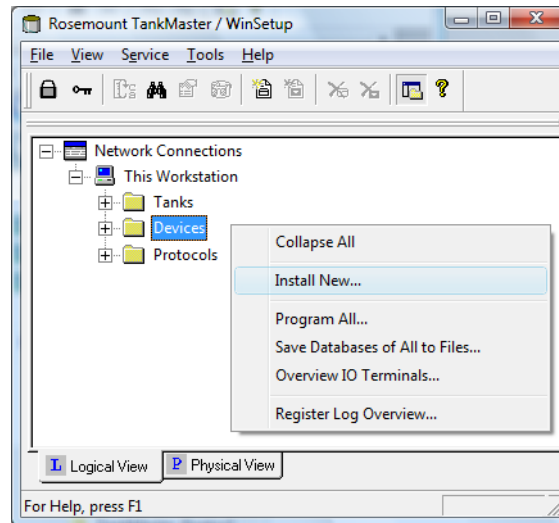 Rosemount TankMaster / WinSetup
File View Service Tools Help
Network Connections
This Workstation
Tanks
Devices
Protocols
Collapse All
Install New...
Program All...
Save Databases of All to Files...
Overview IO Terminals...
Register Log Overview...
L Logical View P Physical View
For Help, press F1